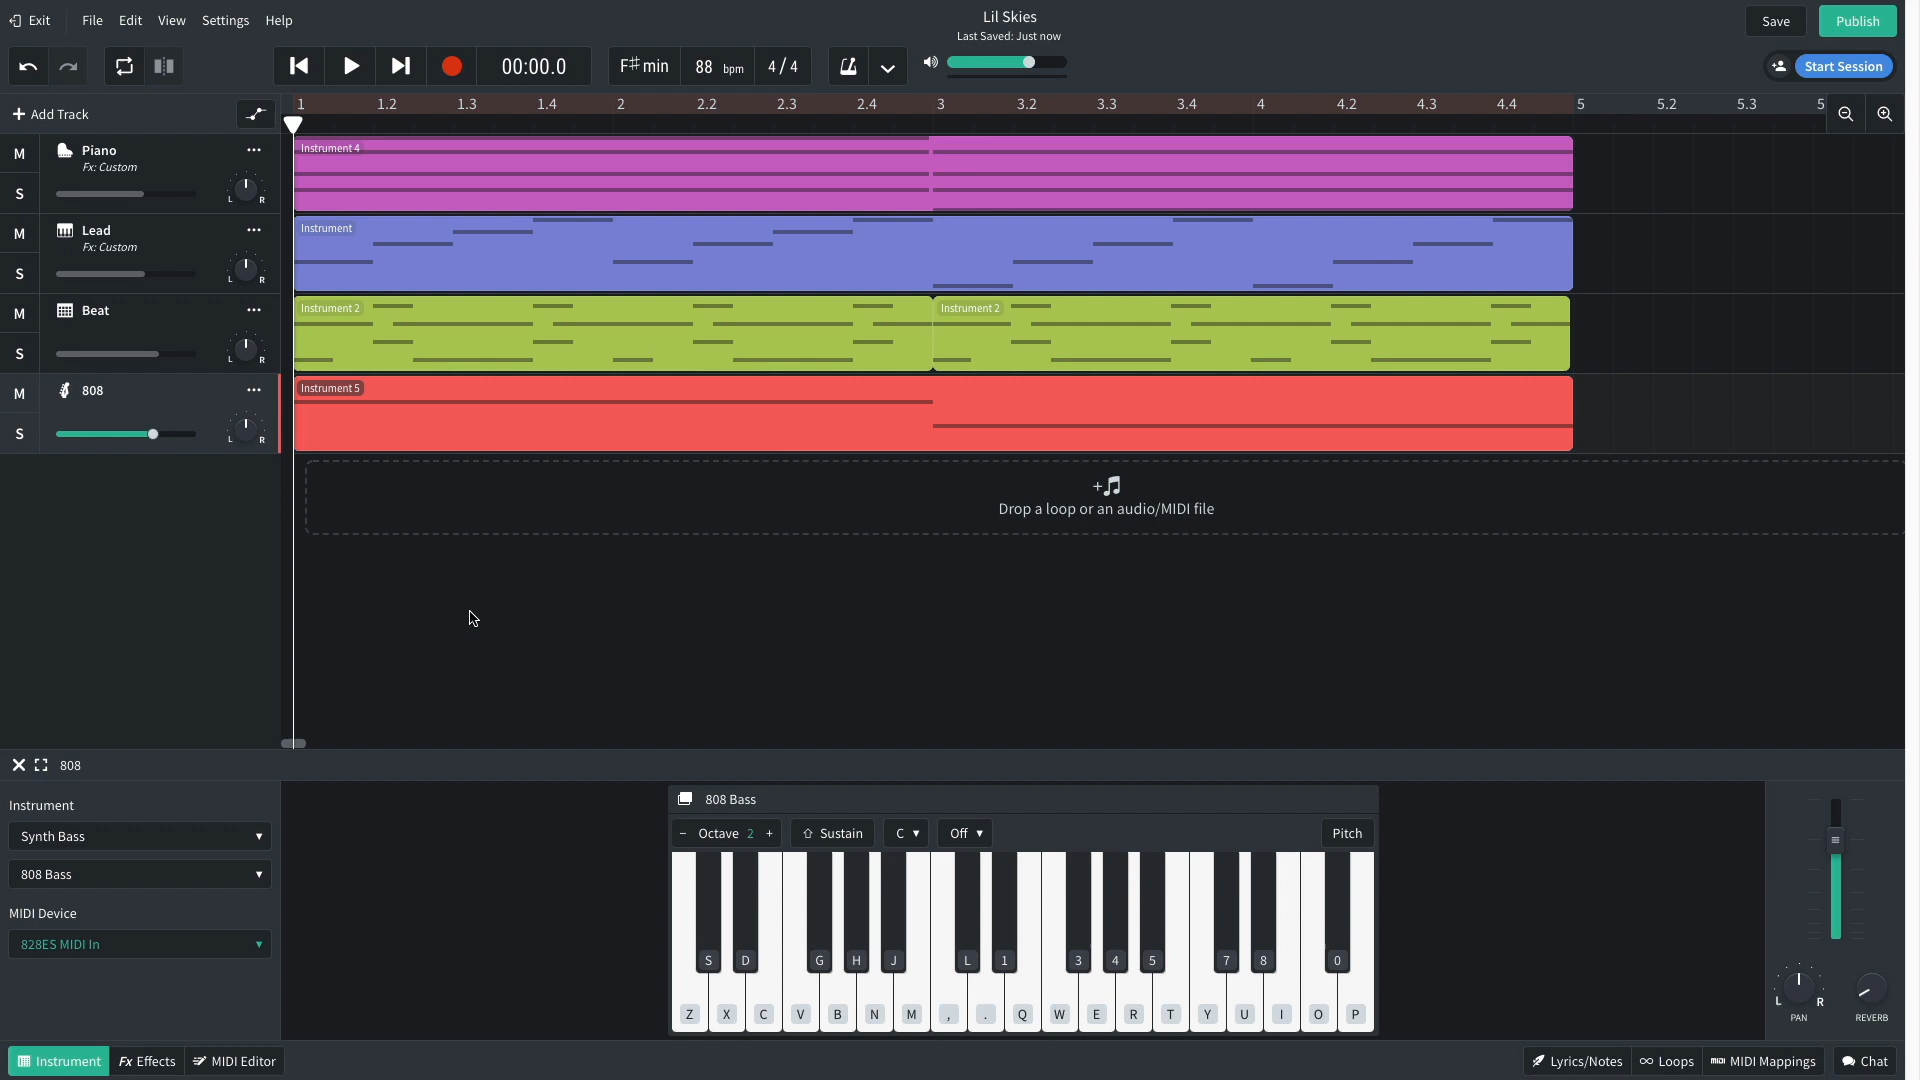 Exit File Edit View Settings Help
Lil Skies
Last Saved: Just now
Save Publish
00:00.0 F♯min 88 bpm 4/4
Start Session
+ Add Track
1 1.2 1.3 1.4 2 2.2 2.3 2.4 3 3.2 3.3 3.4 4 4.2 4.3 4.4 5 5.2 5.3 5
M Piano
Fx: Custom
S L R
Instrument 4
M Lead
Fx: Custom
S L R
Instrument
M Beat
S L R
Instrument 2 Instrument 2
M 808
S L R
Instrument 5
Drop a loop or an audio/MIDI file
808
Instrument
Synth Bass
808 Bass
MIDI Device
828ES MIDI In
808 Bass
− Octave 2 + Sustain C Off Pitch
S D G H J L 1 3 4 5 7 8 0
Z X C V B N M , . Q W E R T Y U I O P
L R
PAN REVERB
Instrument Fx Effects MIDI Editor
Lyrics/Notes Loops MIDI Mappings Chat